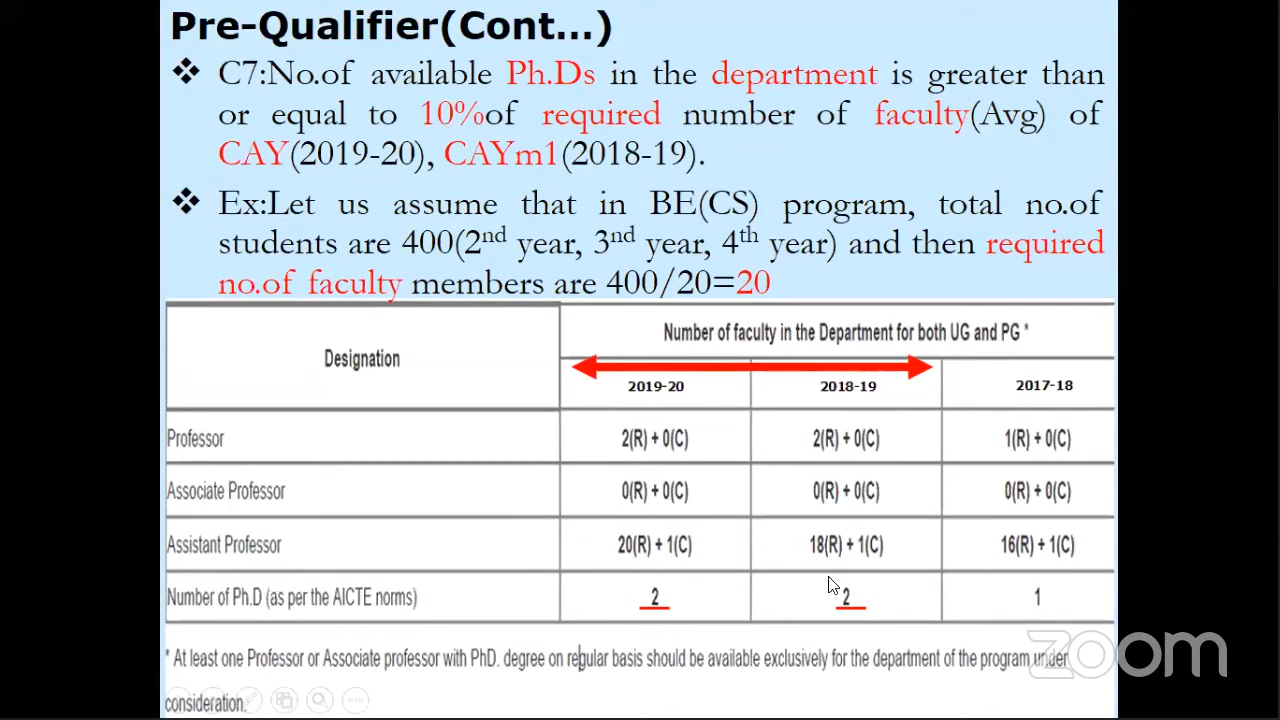 Pre-Qualifier(Cont...)
❖ C7:No.of available Ph.Ds in the department is greater than
or equal to 10%of required number of faculty(Avg) of
CAY(2019-20), CAYm1(2018-19).
❖ Ex:Let us assume that in BE(CS) program, total no.of
students are 400(2nd year, 3nd year, 4th year) and then required
no.of faculty members are 400/20=20
Designation
Number of faculty in the Department for both UG and PG *
2019-20 2018-19 2017-18
Professor 2(R) + 0(C) 2(R) + 0(C) 1(R) + 0(C)
Associate Professor 0(R) + 0(C) 0(R) + 0(C) 0(R) + 0(C)
Assistant Professor 20(R) + 1(C) 18(R) + 1(C) 16(R) + 1(C)
Number of Ph.D (as per the AICTE norms) 2 2 1
* At least one Professor or Associate professor with PhD. degree on regular basis should be available exclusively for the department of the program under
consideration.
zoom